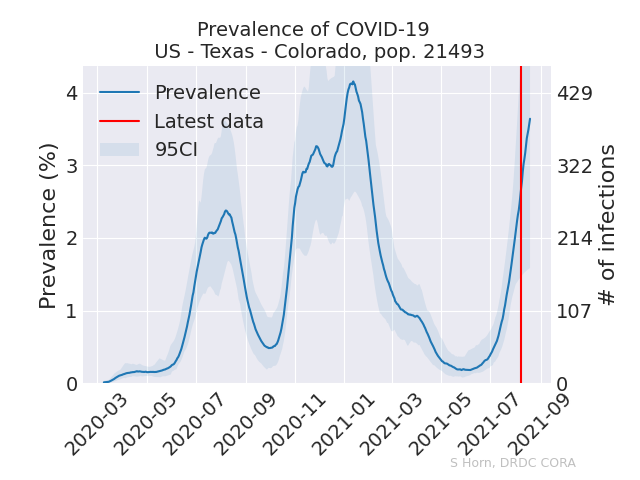 Prevalence of COVID-19
US - Texas - Colorado, pop. 21493
Prevalence
Latest data
95CI
Prevalence (%)
4
3
2
1
0
# of infections
429
322
214
107
0
2020-03
2020-05
2020-07
2020-09
2020-11
2021-01
2021-03
2021-05
2021-07
2021-09
S Horn, DRDC CORA